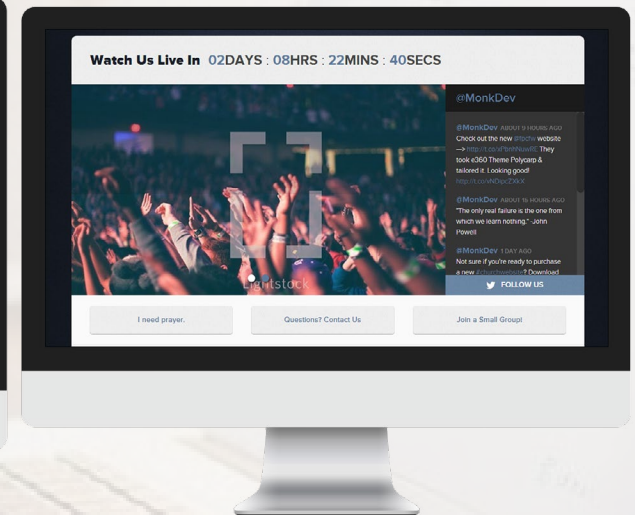 Watch Us Live In 02DAYS : 08HRS : 22MINS : 40SECS
@MonkDev
@MonkDev ABOUT 9 HOURS AGO
Check out the new website
--> They
took e360 Theme Polycarp &
tailored it. Looking good!
@MonkDev ABOUT 16 HOURS AGO
"The only real failure is the one from
which we learn nothing." -John
Powell
@MonkDev 1 DAY AGO
Not sure if you're ready to purchase
a new #churchwebsite? Download
FOLLOW US
Lightstock
I need prayer.
Questions? Contact Us
Join a Small Group!